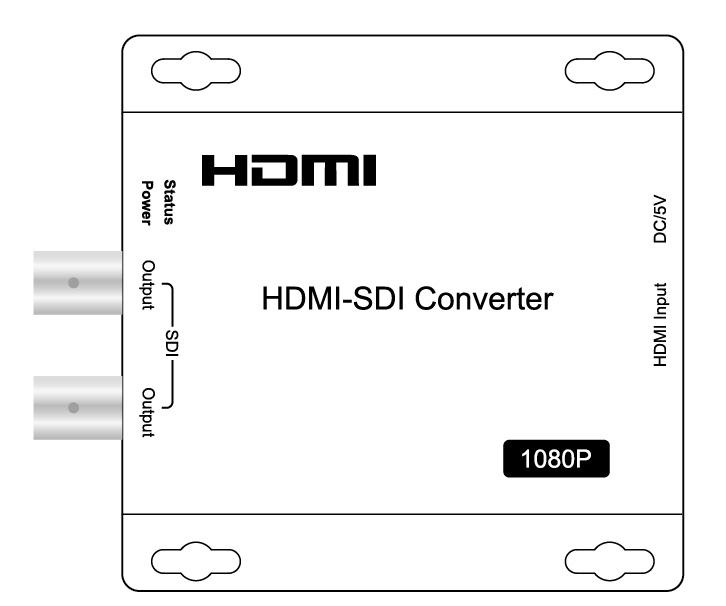 HDMI
Status
Power
DC/5V
Output
SDI
Output
HDMI-SDI Converter
HDMI Input
1080P